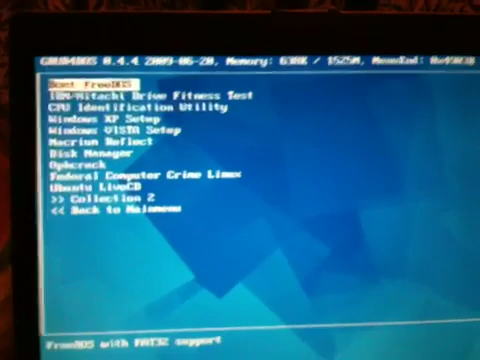 GRUB4DOS 0.4.4 2009-06-20, Memory: 638K / 1525M, MenuEnd:
Boot FreeDOS
IBM/Hitachi Drive Fitness Test
CPU Identification Utility
Windows XP Setup
Windows VISTA Setup
Macrium Reflect
Disk Manager
Ophcrack
Federal Computer Crime Linux
Ubuntu LiveCD
>> Collection 2
<< Back to Mainmenu
FreeDOS with FAT32 support